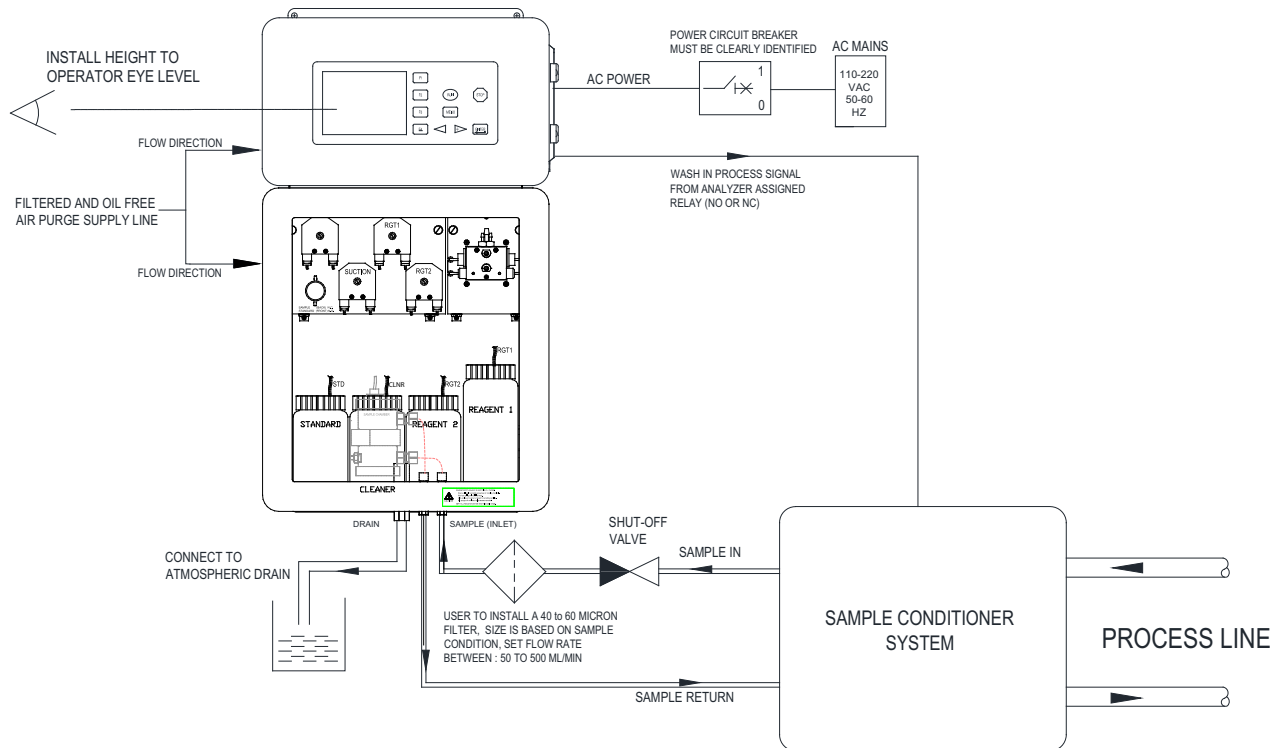 INSTALL HEIGHT TO
OPERATOR EYE LEVEL
POWER CIRCUIT BREAKER
MUST BE CLEARLY IDENTIFIED
AC MAINS
AC POWER
1
0
110-220
VAC
50-60
HZ
RUN
STOP
MENU
FLOW DIRECTION
WASH IN PROCESS SIGNAL
FROM ANALYZER ASSIGNED
RELAY (NO OR NC)
FILTERED AND OIL FREE
AIR PURGE SUPPLY LINE
FLOW DIRECTION
RGT1
SUCTION
RGT2
RGT1
STD
CLNR
RGT2
STANDARD
REAGENT 2
REAGENT 1
CLEANER
DRAIN
SAMPLE (INLET)
SHUT-OFF
VALVE
SAMPLE IN
CONNECT TO
ATMOSPHERIC DRAIN
USER TO INSTALL A 40 to 60 MICRON
FILTER, SIZE IS BASED ON SAMPLE
CONDITION, SET FLOW RATE
BETWEEN : 50 TO 500 ML/MIN
SAMPLE RETURN
SAMPLE CONDITIONER
SYSTEM
PROCESS LINE